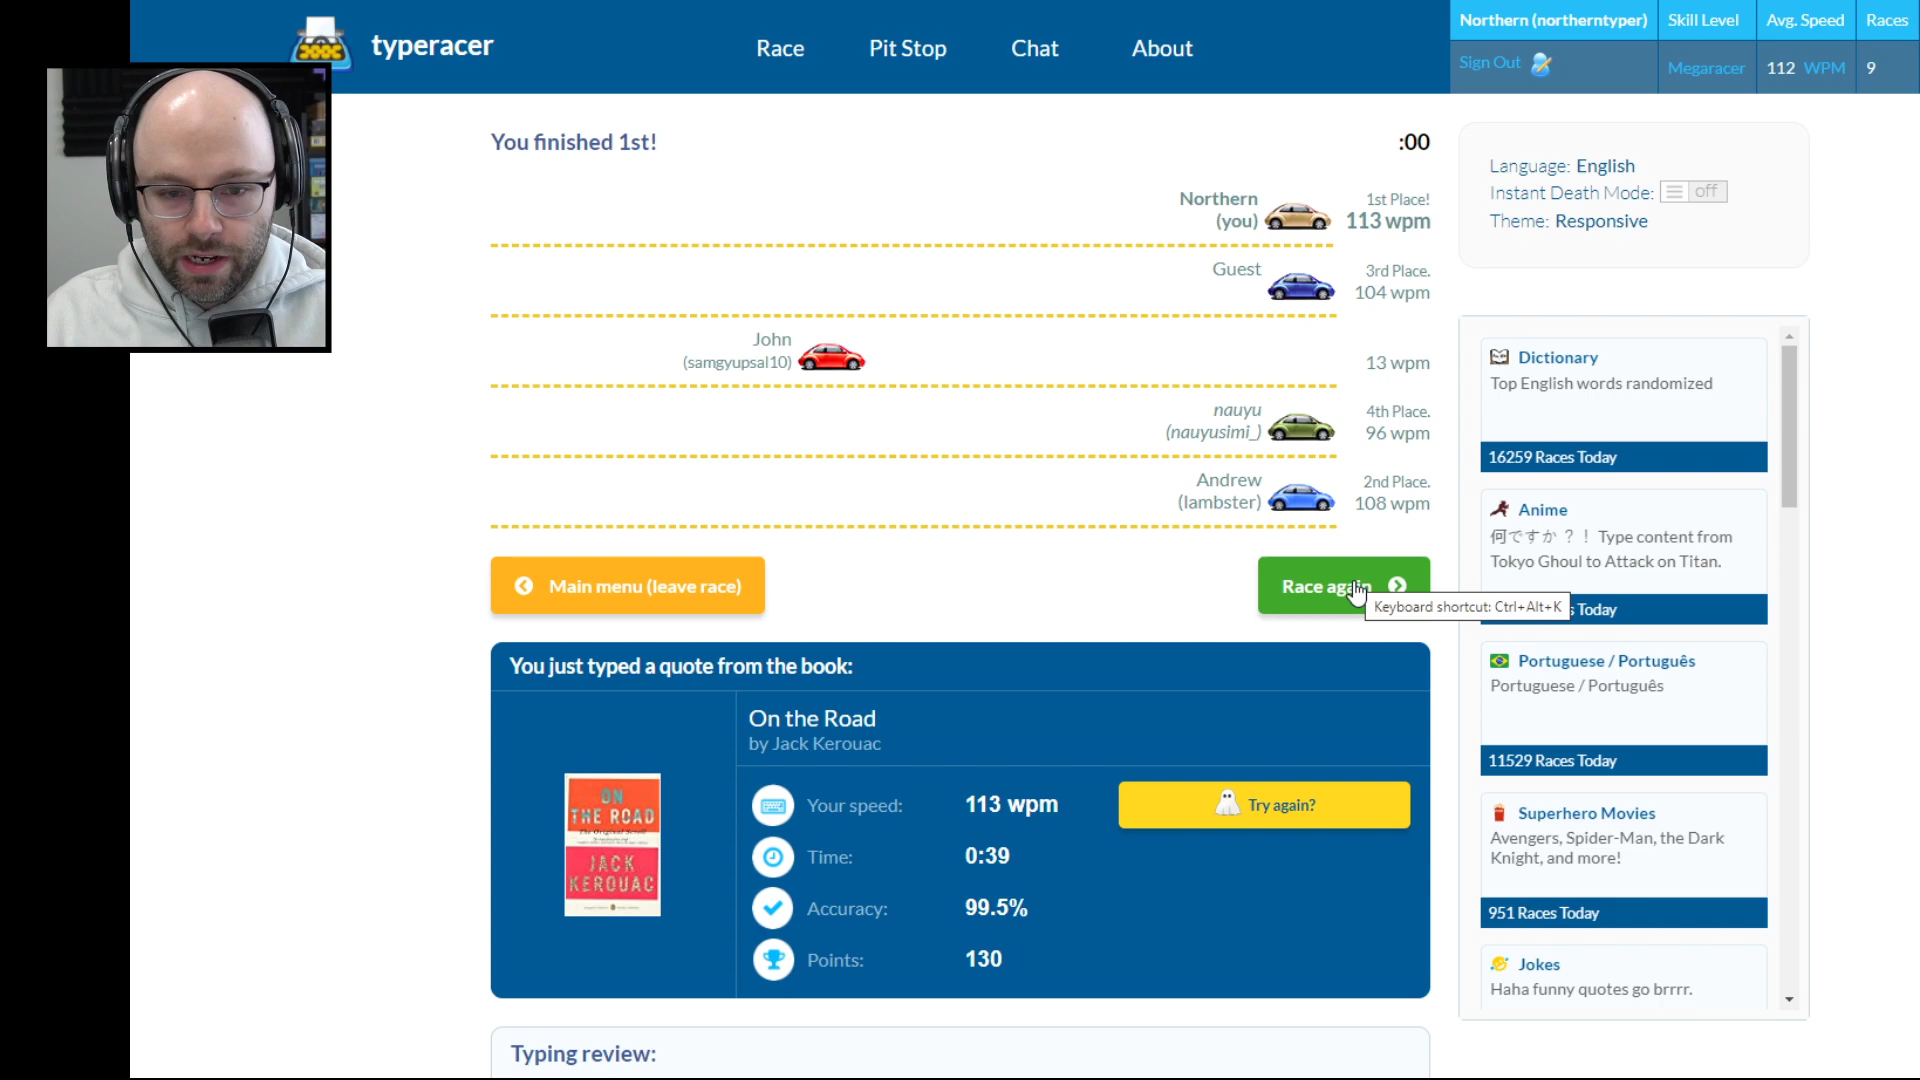 typeracer
Race
Pit Stop
Chat
About
Northern (northerntyper)
Skill Level
Avg. Speed
Races
Sign Out
Megaracer
112 WPM
9
You finished 1st!
:00
Northern
(you)
1st Place!
113 wpm
Guest
3rd Place.
104 wpm
John
(samgyupsal10)
13 wpm
nauyu
(nauyusimi_)
4th Place.
96 wpm
Andrew
(lambster)
2nd Place.
108 wpm
Main menu (leave race)
Race again
Keyboard shortcut: Ctrl+Alt+K
You just typed a quote from the book:
On the Road
by Jack Kerouac
ON
THE ROAD
The Original Scroll
JACK
KEROUAC
Your speed:
113 wpm
Try again?
Time:
0:39
Accuracy:
99.5%
Points:
130
Typing review:
Language: English
Instant Death Mode: off
Theme: Responsive
Dictionary
Top English words randomized
16259 Races Today
Anime
何ですか？！ Type content from
Tokyo Ghoul to Attack on Titan.
Today
Portuguese / Português
Portuguese / Português
11529 Races Today
Superhero Movies
Avengers, Spider-Man, the Dark
Knight, and more!
951 Races Today
Jokes
Haha funny quotes go brrrr.